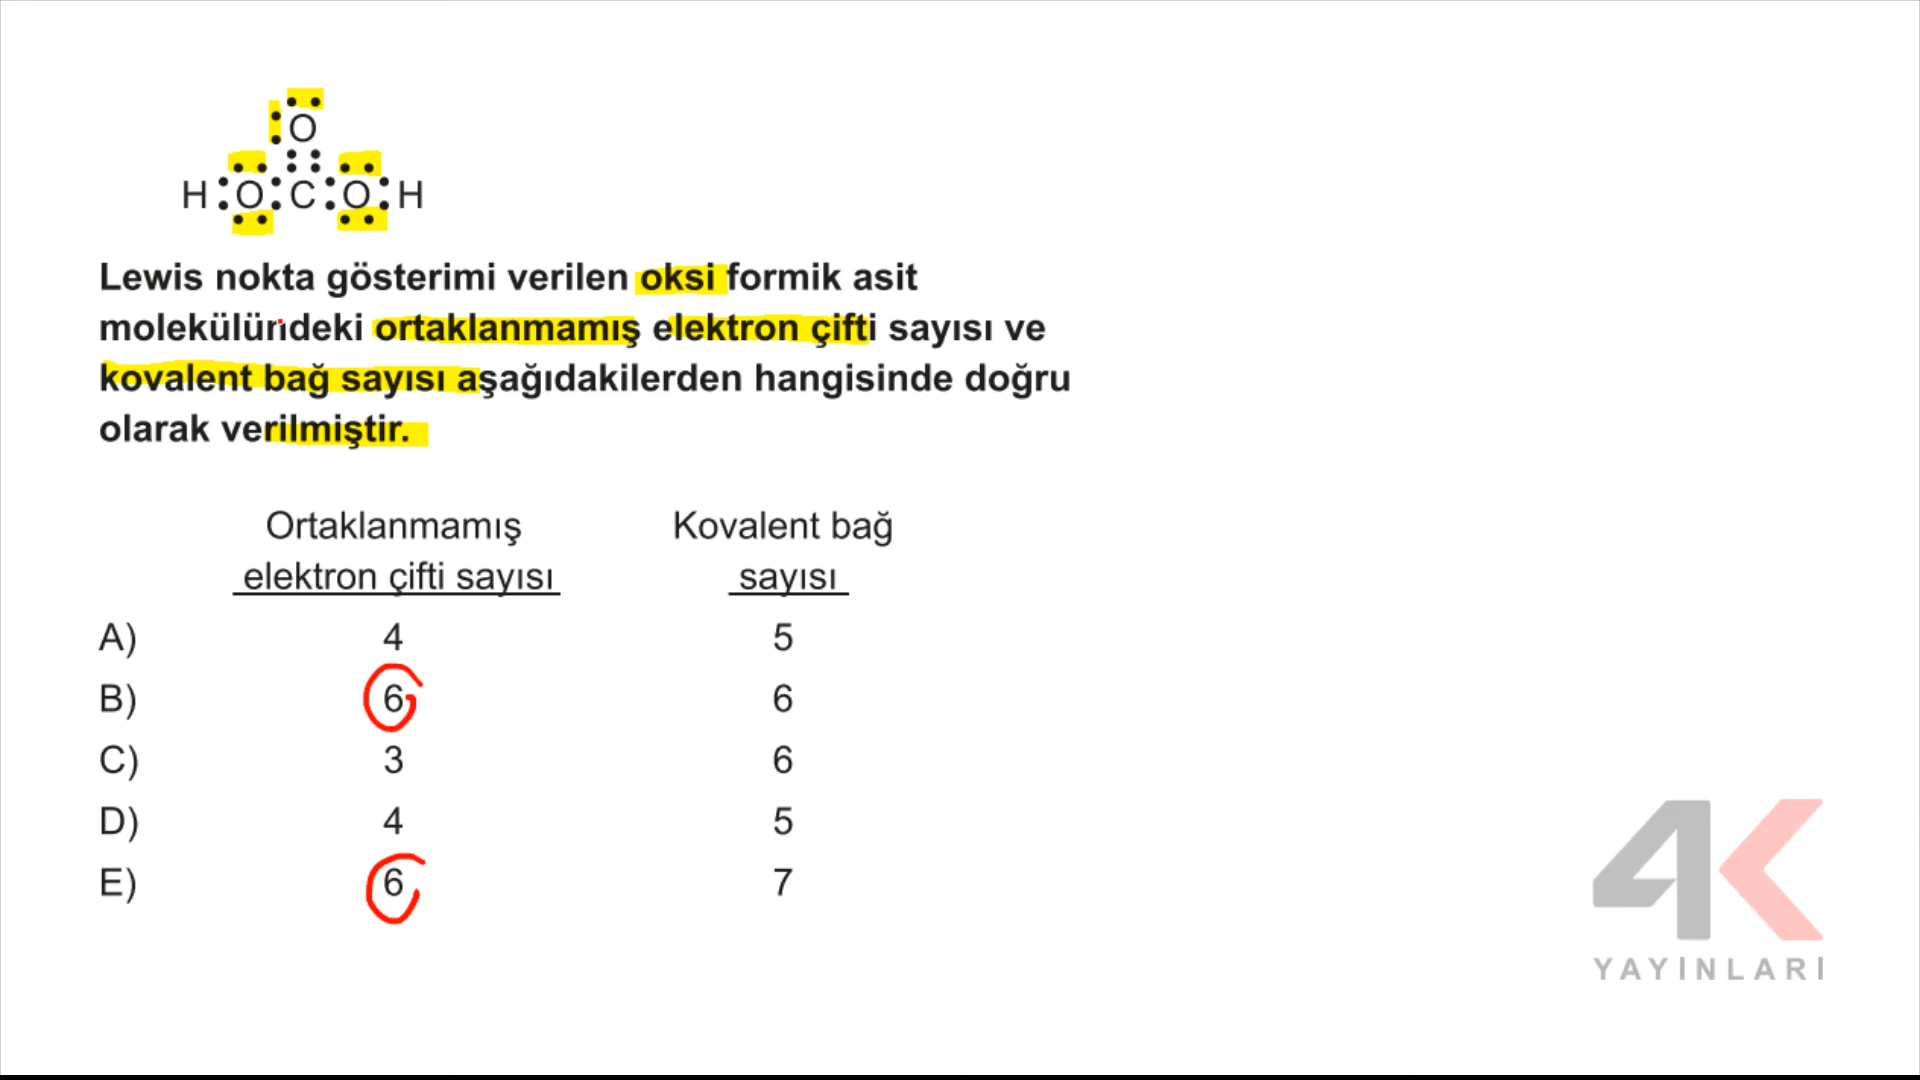 O
H O C O H
Lewis nokta gösterimi verilen oksi formik asit
molekülündeki ortaklanmamış elektron çifti sayısı ve
kovalent bağ sayısı aşağıdakilerden hangisinde doğru
olarak verilmiştir.
Ortaklanmamış Kovalent bağ
elektron çifti sayısı sayısı
A) 4 5
B) 6 6
C) 3 6
D) 4 5
E) 6 7
4K
YAYINLARI